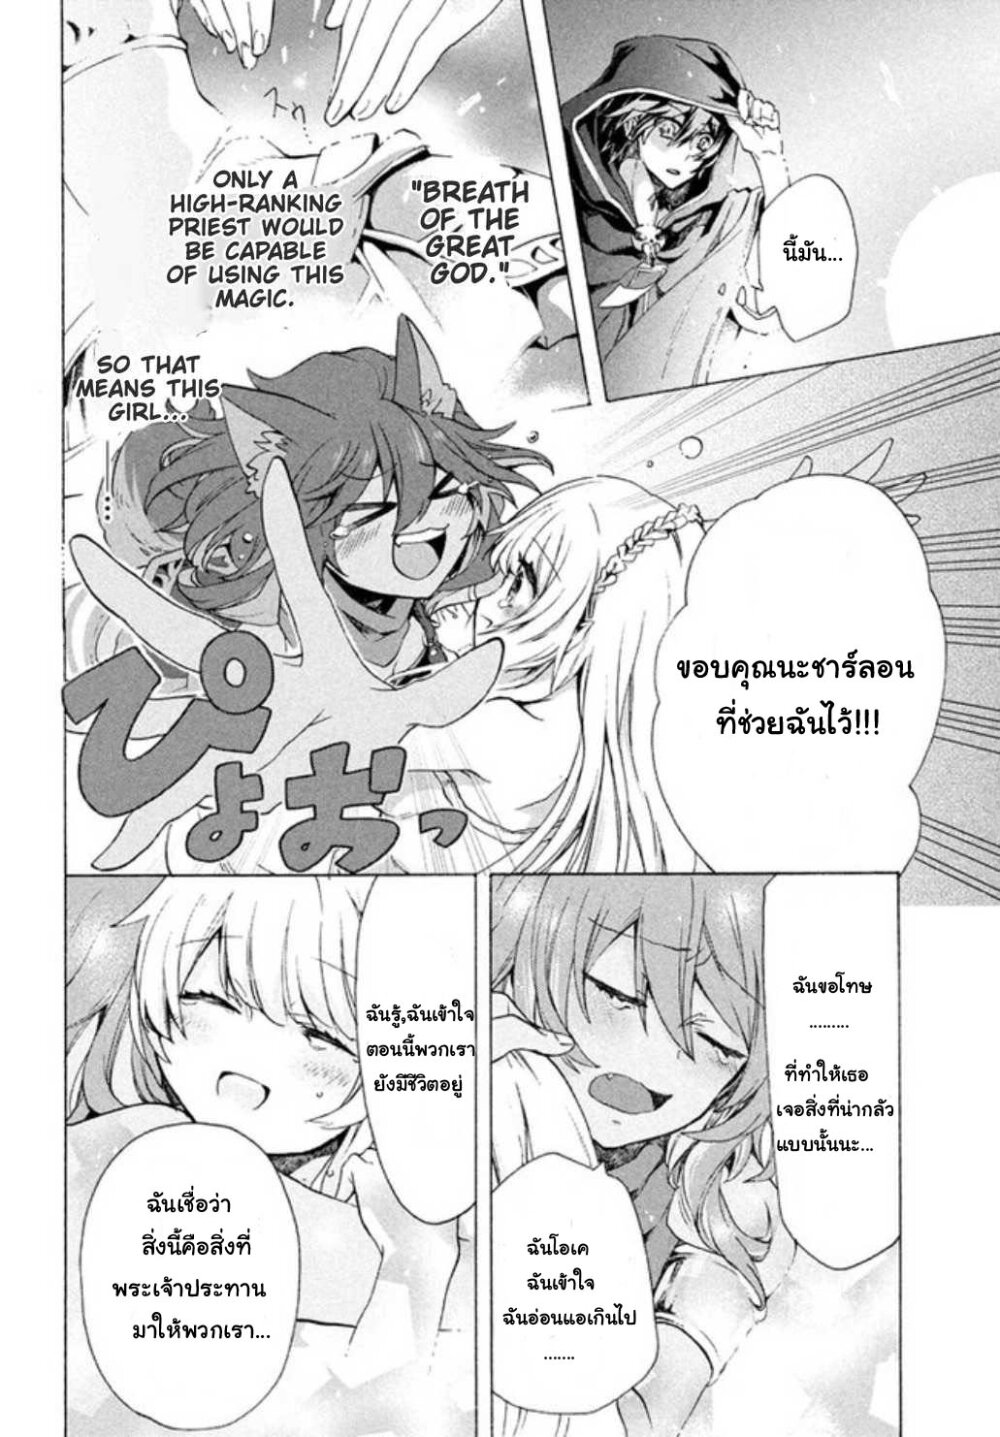 นี้มัน...
スゥ
"BREATH
OF THE
GREAT
GOD."
ONLY A
HIGH-RANKING
PRIEST WOULD
BE CAPABLE
OF USING THIS
MAGIC.
SO THAT
MEANS THIS
GIRL...
...
ขอบคุณนะชาร์ลอน
ที่ช่วยฉันไว้!!!
ぴょおっ
ฉันขอโทษ
.........
ที่ทำให้เธอ
เจอสิ่งที่น่ากลัว
แบบนั้นนะ...
ฉันโอเค
ฉันเข้าใจ
ฉันอ่อนแอเกินไป
.......
ฉันรู้,ฉันเข้าใจ
ตอนนี้พวกเรา
ยังมีชีวิตอยู่
ฉันเชื่อว่า
สิ่งนี้คือสิ่งที่
พระเจ้าประทาน
มาให้พวกเรา...